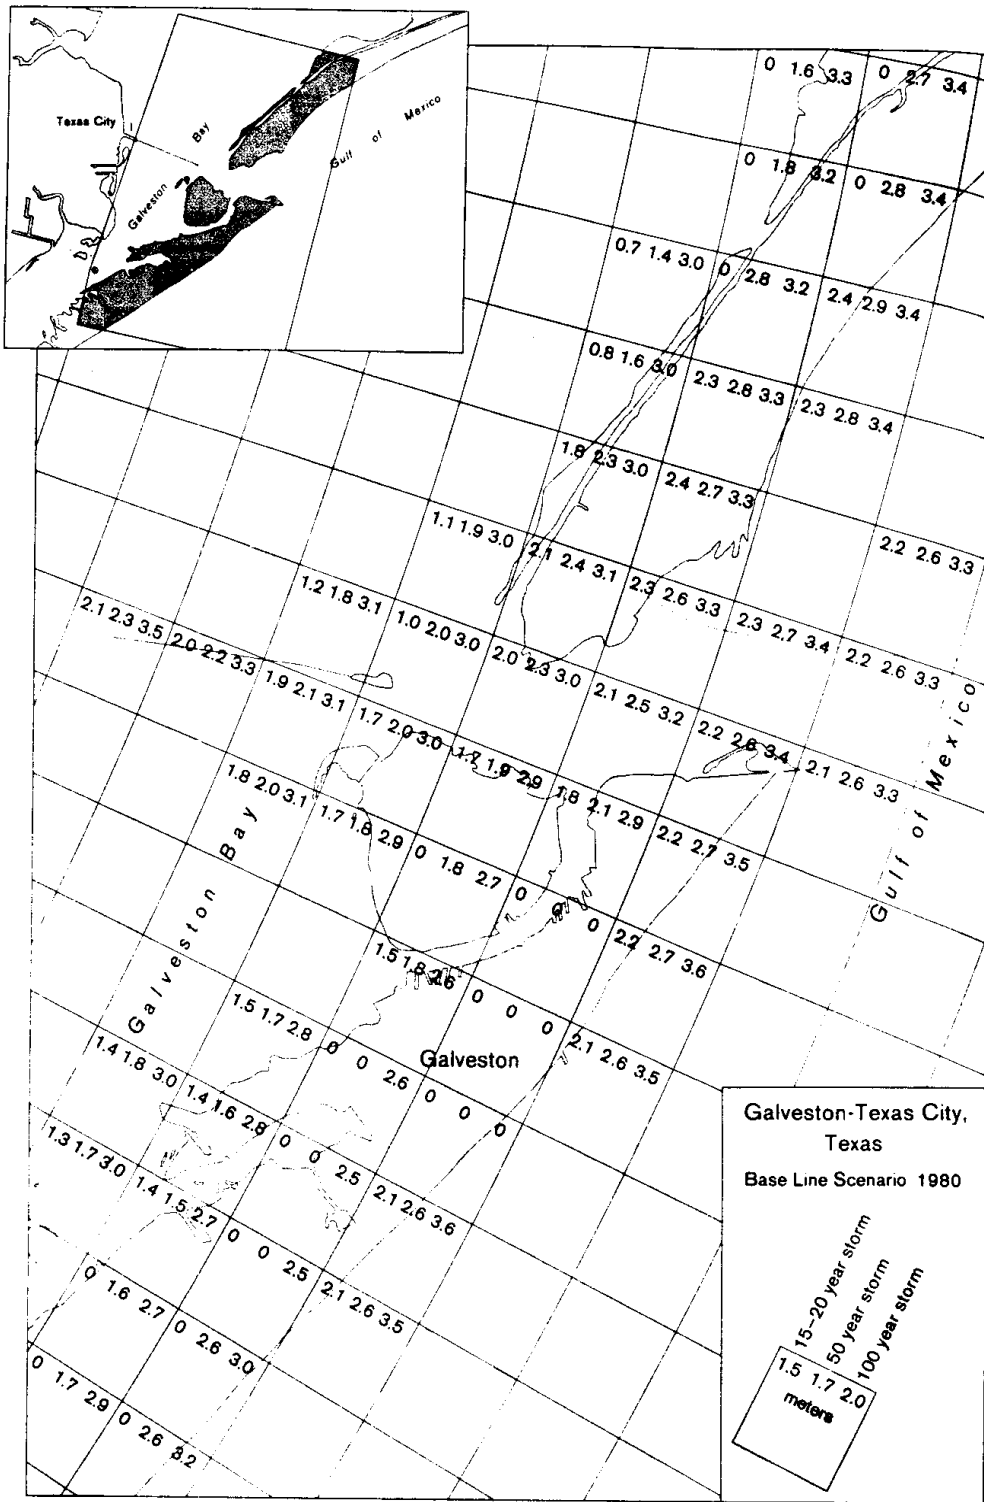 Texas City
Galveston Bay
Gulf of Mexico
0 1.6 3.3 0 2.7 3.4
0 1.8 3.2 0 2.8 3.4
0.7 1.4 3.0 0 2.8 3.2 2.4 2.9 3.4
0.8 1.6 3.0 2.3 2.8 3.3 2.3 2.8 3.4
1.8 2.3 3.0 2.4 2.7 3.3
2.2 2.6 3.3
1.1 1.9 3.0 2.1 2.4 3.1 2.3 2.6 3.3 2.3 2.7 3.4 2.2 2.6 3.3
1.2 1.8 3.1 1.0 2.0 3.0 2.0 2.3 3.0 2.1 2.5 3.2 2.2 2.8 3.4 2.1 2.6 3.3
2.1 2.3 3.5 2.0 2.2 3.3 1.9 2.1 3.1 1.7 2.0 3.0 1.7 1.9 2.9 1.8 2.1 2.9 2.2 2.7 3.5
1.8 2.0 3.1 1.7 1.8 2.9 0 1.8 2.7 0 0 0 2.2 2.7 3.6
1.5 1.8 2.6 0 0 0 2.1 2.6 3.5
1.5 1.7 2.8 0 0 2.6 0 0 0
1.4 1.8 3.0 1.4 1.6 2.8 0 0 2.5 2.1 2.6 3.6
1.3 1.7 3.0 1.4 1.5 2.7 0 0 2.5 2.1 2.6 3.5
0 1.6 2.7 0 2.6 3.0
0 1.7 2.9 0 2.6 3.2
Galveston Bay
Gulf of Mexico
Galveston
Galveston-Texas City,
Texas
Base Line Scenario 1980
15–20 year storm
50 year storm
100 year storm
1.5 1.7 2.0
meters